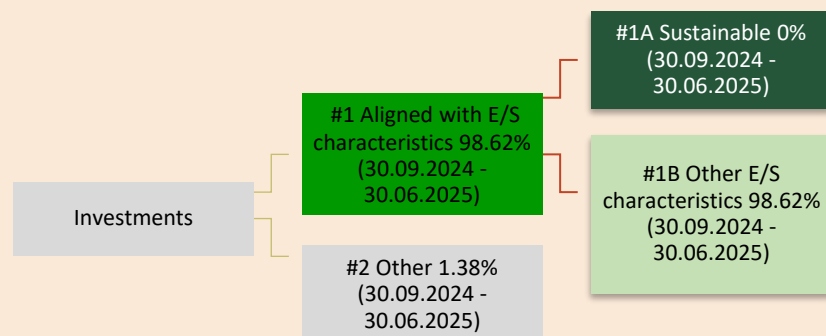 #1A Sustainable 0%
(30.09.2024 -
30.06.2025)
#1 Aligned with E/S
characteristics 98.62%
(30.09.2024 -
30.06.2025)
#1B Other E/S
characteristics 98.62%
(30.09.2024 -
30.06.2025)
Investments
#2 Other 1.38%
(30.09.2024 -
30.06.2025)